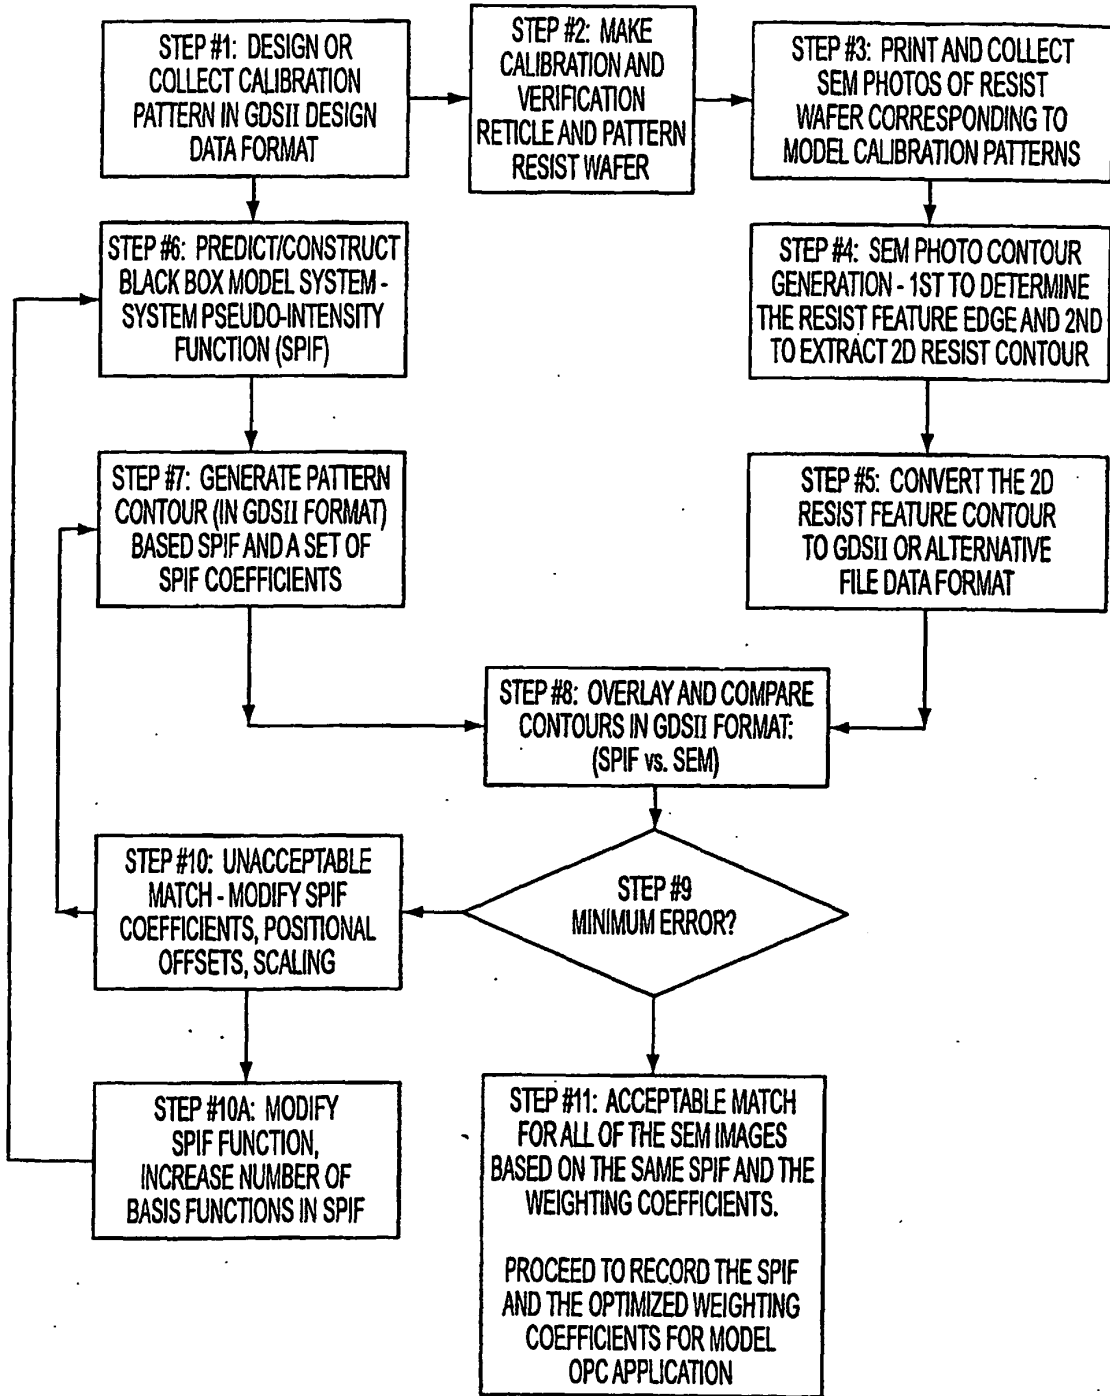 STEP #1: DESIGN OR
COLLECT CALIBRATION
PATTERN IN GDSII DESIGN
DATA FORMAT
STEP #2: MAKE
CALIBRATION AND
VERIFICATION
RETICLE AND PATTERN
RESIST WAFER
STEP #3: PRINT AND COLLECT
SEM PHOTOS OF RESIST
WAFER CORRESPONDING TO
MODEL CALIBRATION PATTERNS
STEP #6: PREDICT/CONSTRUCT
BLACK BOX MODEL SYSTEM -
SYSTEM PSEUDO-INTENSITY
FUNCTION (SPIF)
STEP #4: SEM PHOTO CONTOUR
GENERATION - 1ST TO DETERMINE
THE RESIST FEATURE EDGE AND 2ND
TO EXTRACT 2D RESIST CONTOUR
STEP #7: GENERATE PATTERN
CONTOUR (IN GDSII FORMAT)
BASED SPIF AND A SET OF
SPIF COEFFICIENTS
STEP #5: CONVERT THE 2D
RESIST FEATURE CONTOUR
TO GDSII OR ALTERNATIVE
FILE DATA FORMAT
STEP #8: OVERLAY AND COMPARE
CONTOURS IN GDSII FORMAT:
(SPIF vs. SEM)
STEP #10: UNACCEPTABLE
MATCH - MODIFY SPIF
COEFFICIENTS, POSITIONAL
OFFSETS, SCALING
STEP #9
MINIMUM ERROR?
STEP #10A: MODIFY
SPIF FUNCTION,
INCREASE NUMBER OF
BASIS FUNCTIONS IN SPIF
STEP #11: ACCEPTABLE MATCH
FOR ALL OF THE SEM IMAGES
BASED ON THE SAME SPIF AND THE
WEIGHTING COEFFICIENTS.
PROCEED TO RECORD THE SPIF
AND THE OPTIMIZED WEIGHTING
COEFFICIENTS FOR MODEL
OPC APPLICATION